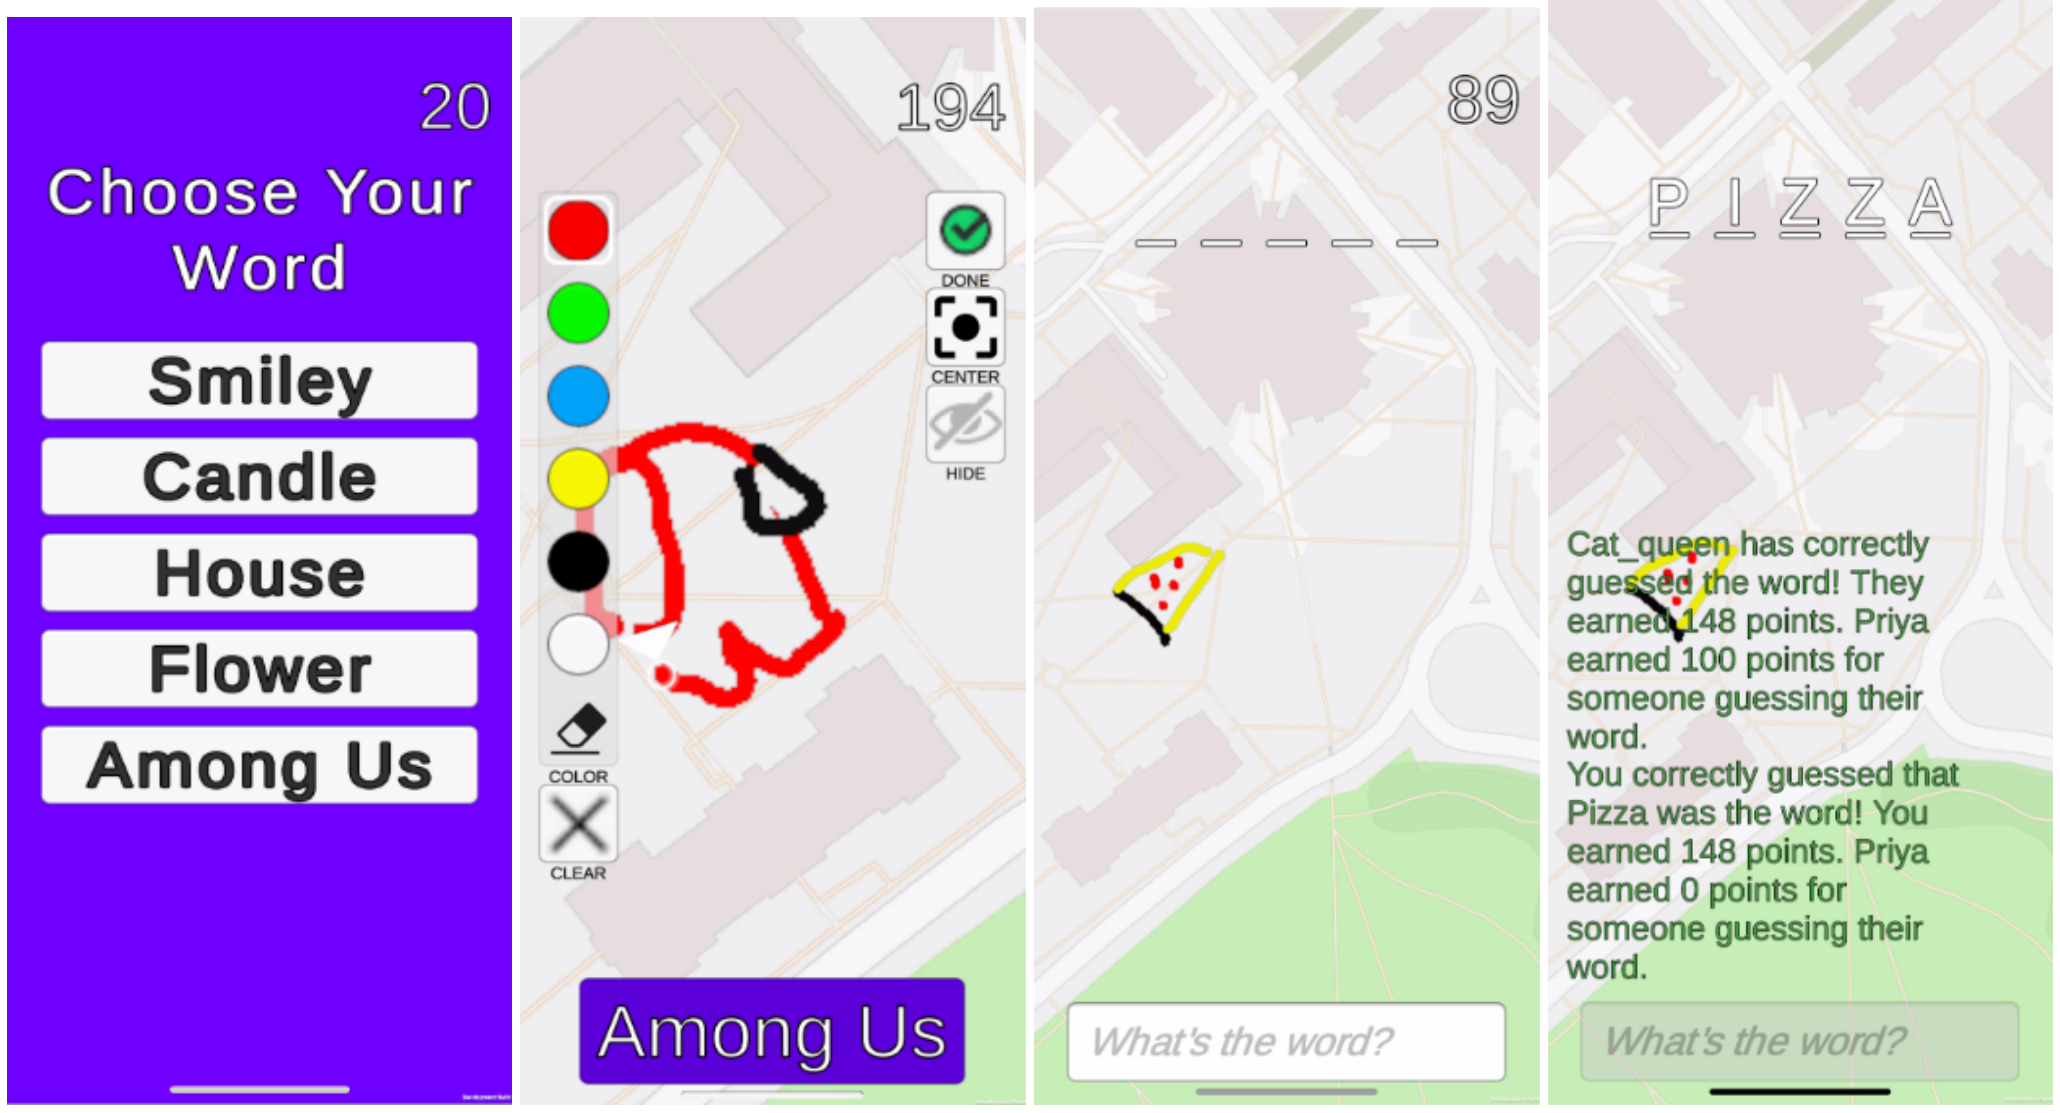 20
Choose Your
Word
Smiley
Candle
House
Flower
Among Us
Development Build
194
DONE
CENTER
HIDE
COLOR
CLEAR
Among Us
89
What's the word?
P I Z Z A
Cat_queen has correctly
guessed the word! They
earned 148 points. Priya
earned 100 points for
someone guessing their
word.
You correctly guessed that
Pizza was the word! You
earned 148 points. Priya
earned 0 points for
someone guessing their
word.
What's the word?